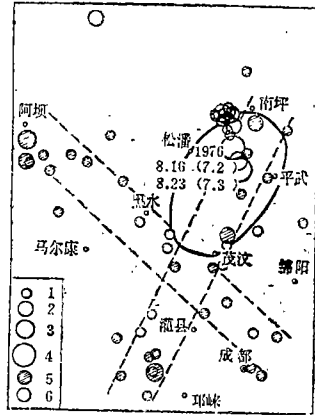 南坪
阿坝
松潘
1976
8.16 (7.2)
8.23 (7.3)
平武
黑水
马尔康
茂汶
绵阳
1
2
3
4
5
6
灌县
成都
邛崃